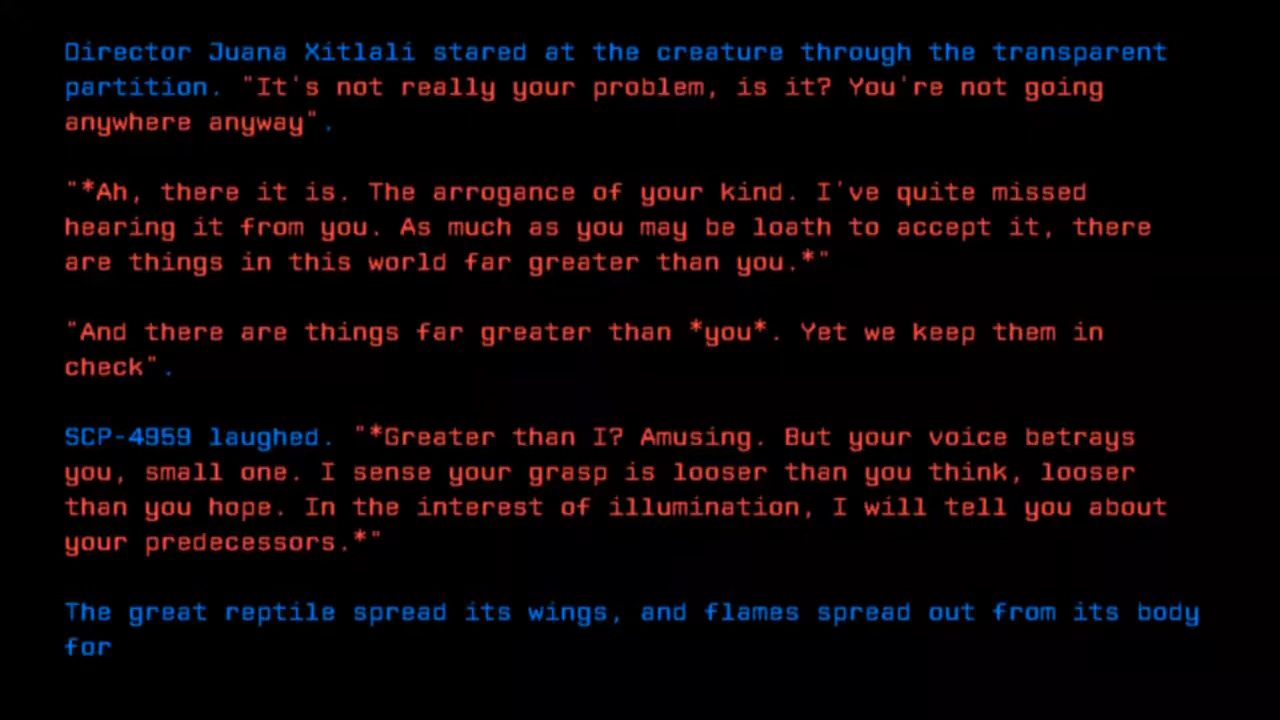 Director Juana Xitlali stared at the creature through the transparent
partition. "It's not really your problem, is it? You're not going
anywhere anyway".
"*Ah, there it is. The arrogance of your kind. I've quite missed
hearing it from you. As much as you may be loath to accept it, there
are things in this world far greater than you.*"
"And there are things far greater than *you*. Yet we keep them in
check".
SCP-4959 laughed. "*Greater than I? Amusing. But your voice betrays
you, small one. I sense your grasp is looser than you think, looser
than you hope. In the interest of illumination, I will tell you about
your predecessors.*"
The great reptile spread its wings, and flames spread out from its body
for